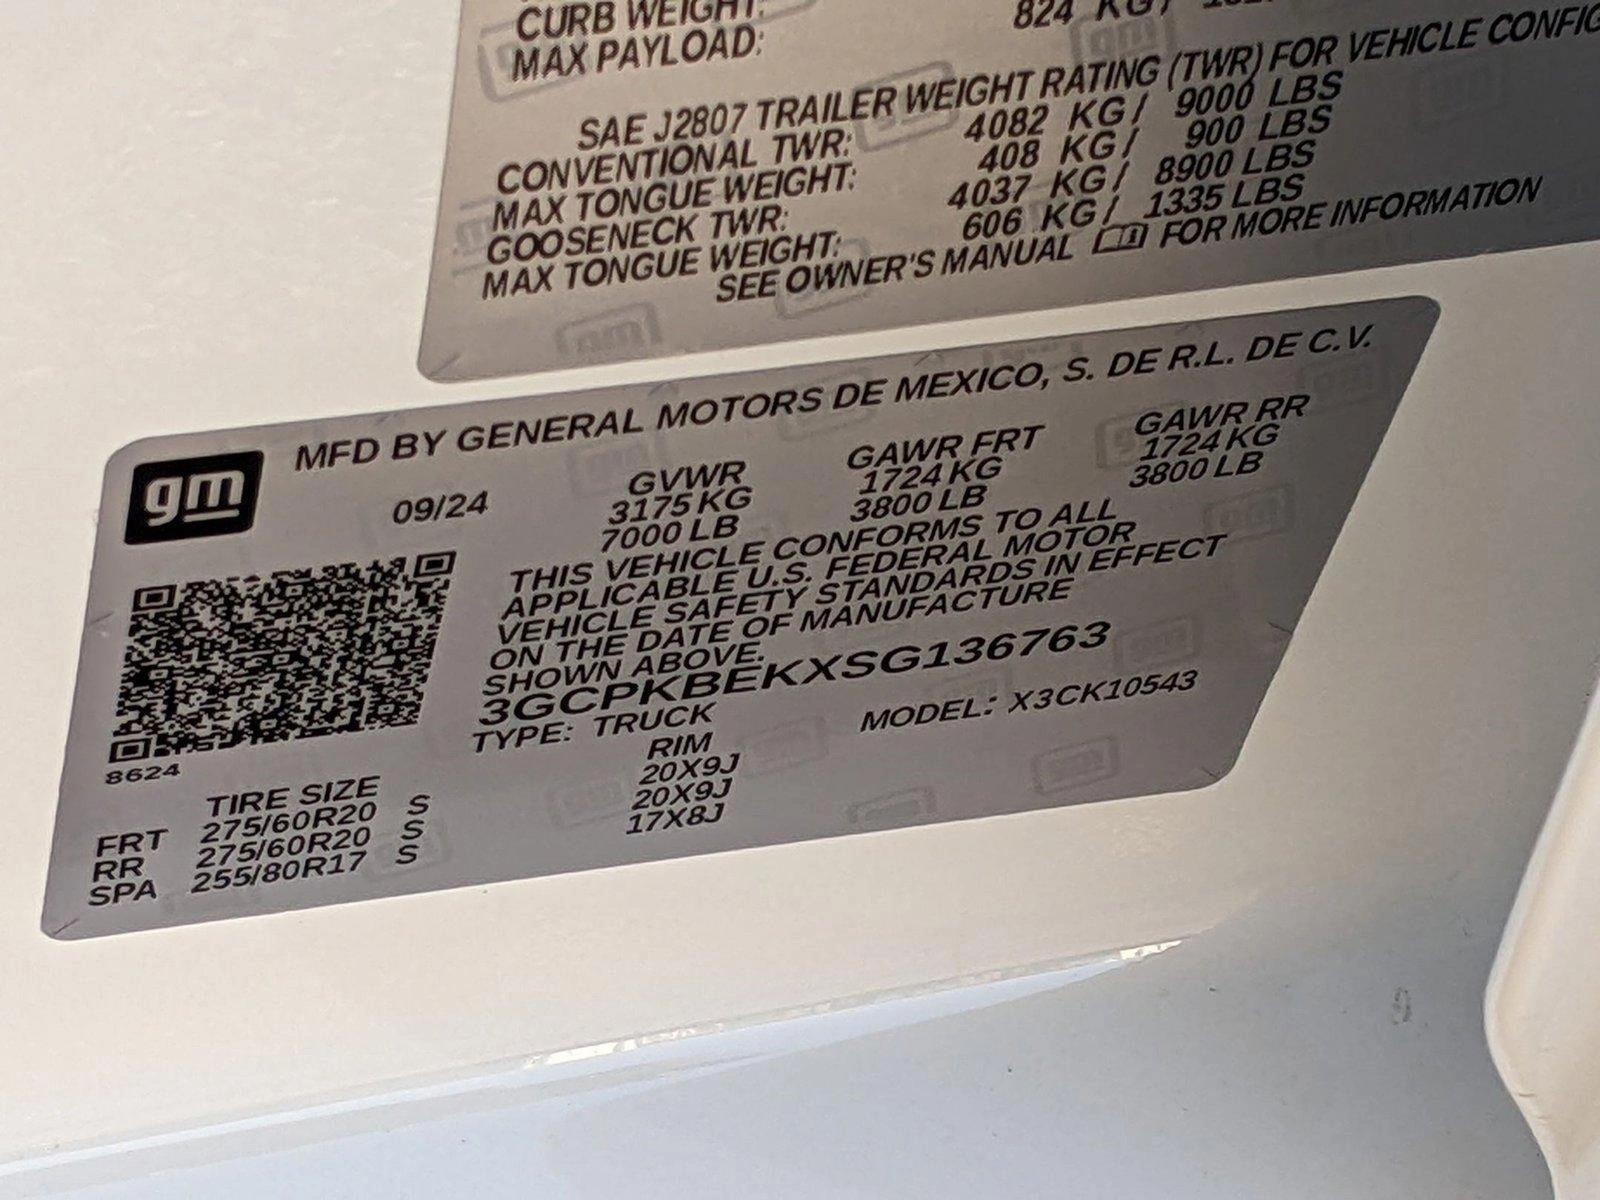 CURB WEIGHT:
MAX PAYLOAD: 824 KG/
SAE J2807 TRAILER WEIGHT RATING (TWR) FOR VEHICLE CONFIG
CONVENTIONAL TWR: 4082 KG/ 9000 LBS
MAX TONGUE WEIGHT: 408 KG/ 900 LBS
GOOSENECK TWR: 4037 KG/ 8900 LBS
MAX TONGUE WEIGHT: 606 KG/ 1335 LBS
SEE OWNER'S MANUAL FOR MORE INFORMATION
gm
MFD BY GENERAL MOTORS DE MEXICO, S. DE R.L. DE C.V.
09/24 GVWR GAWR FRT GAWR RR
3175 KG 1724 KG 1724 KG
7000 LB 3800 LB 3800 LB
THIS VEHICLE CONFORMS TO ALL
APPLICABLE U.S. FEDERAL MOTOR
VEHICLE SAFETY STANDARDS IN EFFECT
ON THE DATE OF MANUFACTURE
SHOWN ABOVE.
3GCPKBEKXSG136763
TYPE: TRUCK MODEL: X3CK10543
8624
TIRE SIZE RIM
FRT 275/60R20 S 20X9J
RR 275/60R20 S 20X9J
SPA 255/80R17 S 17X8J